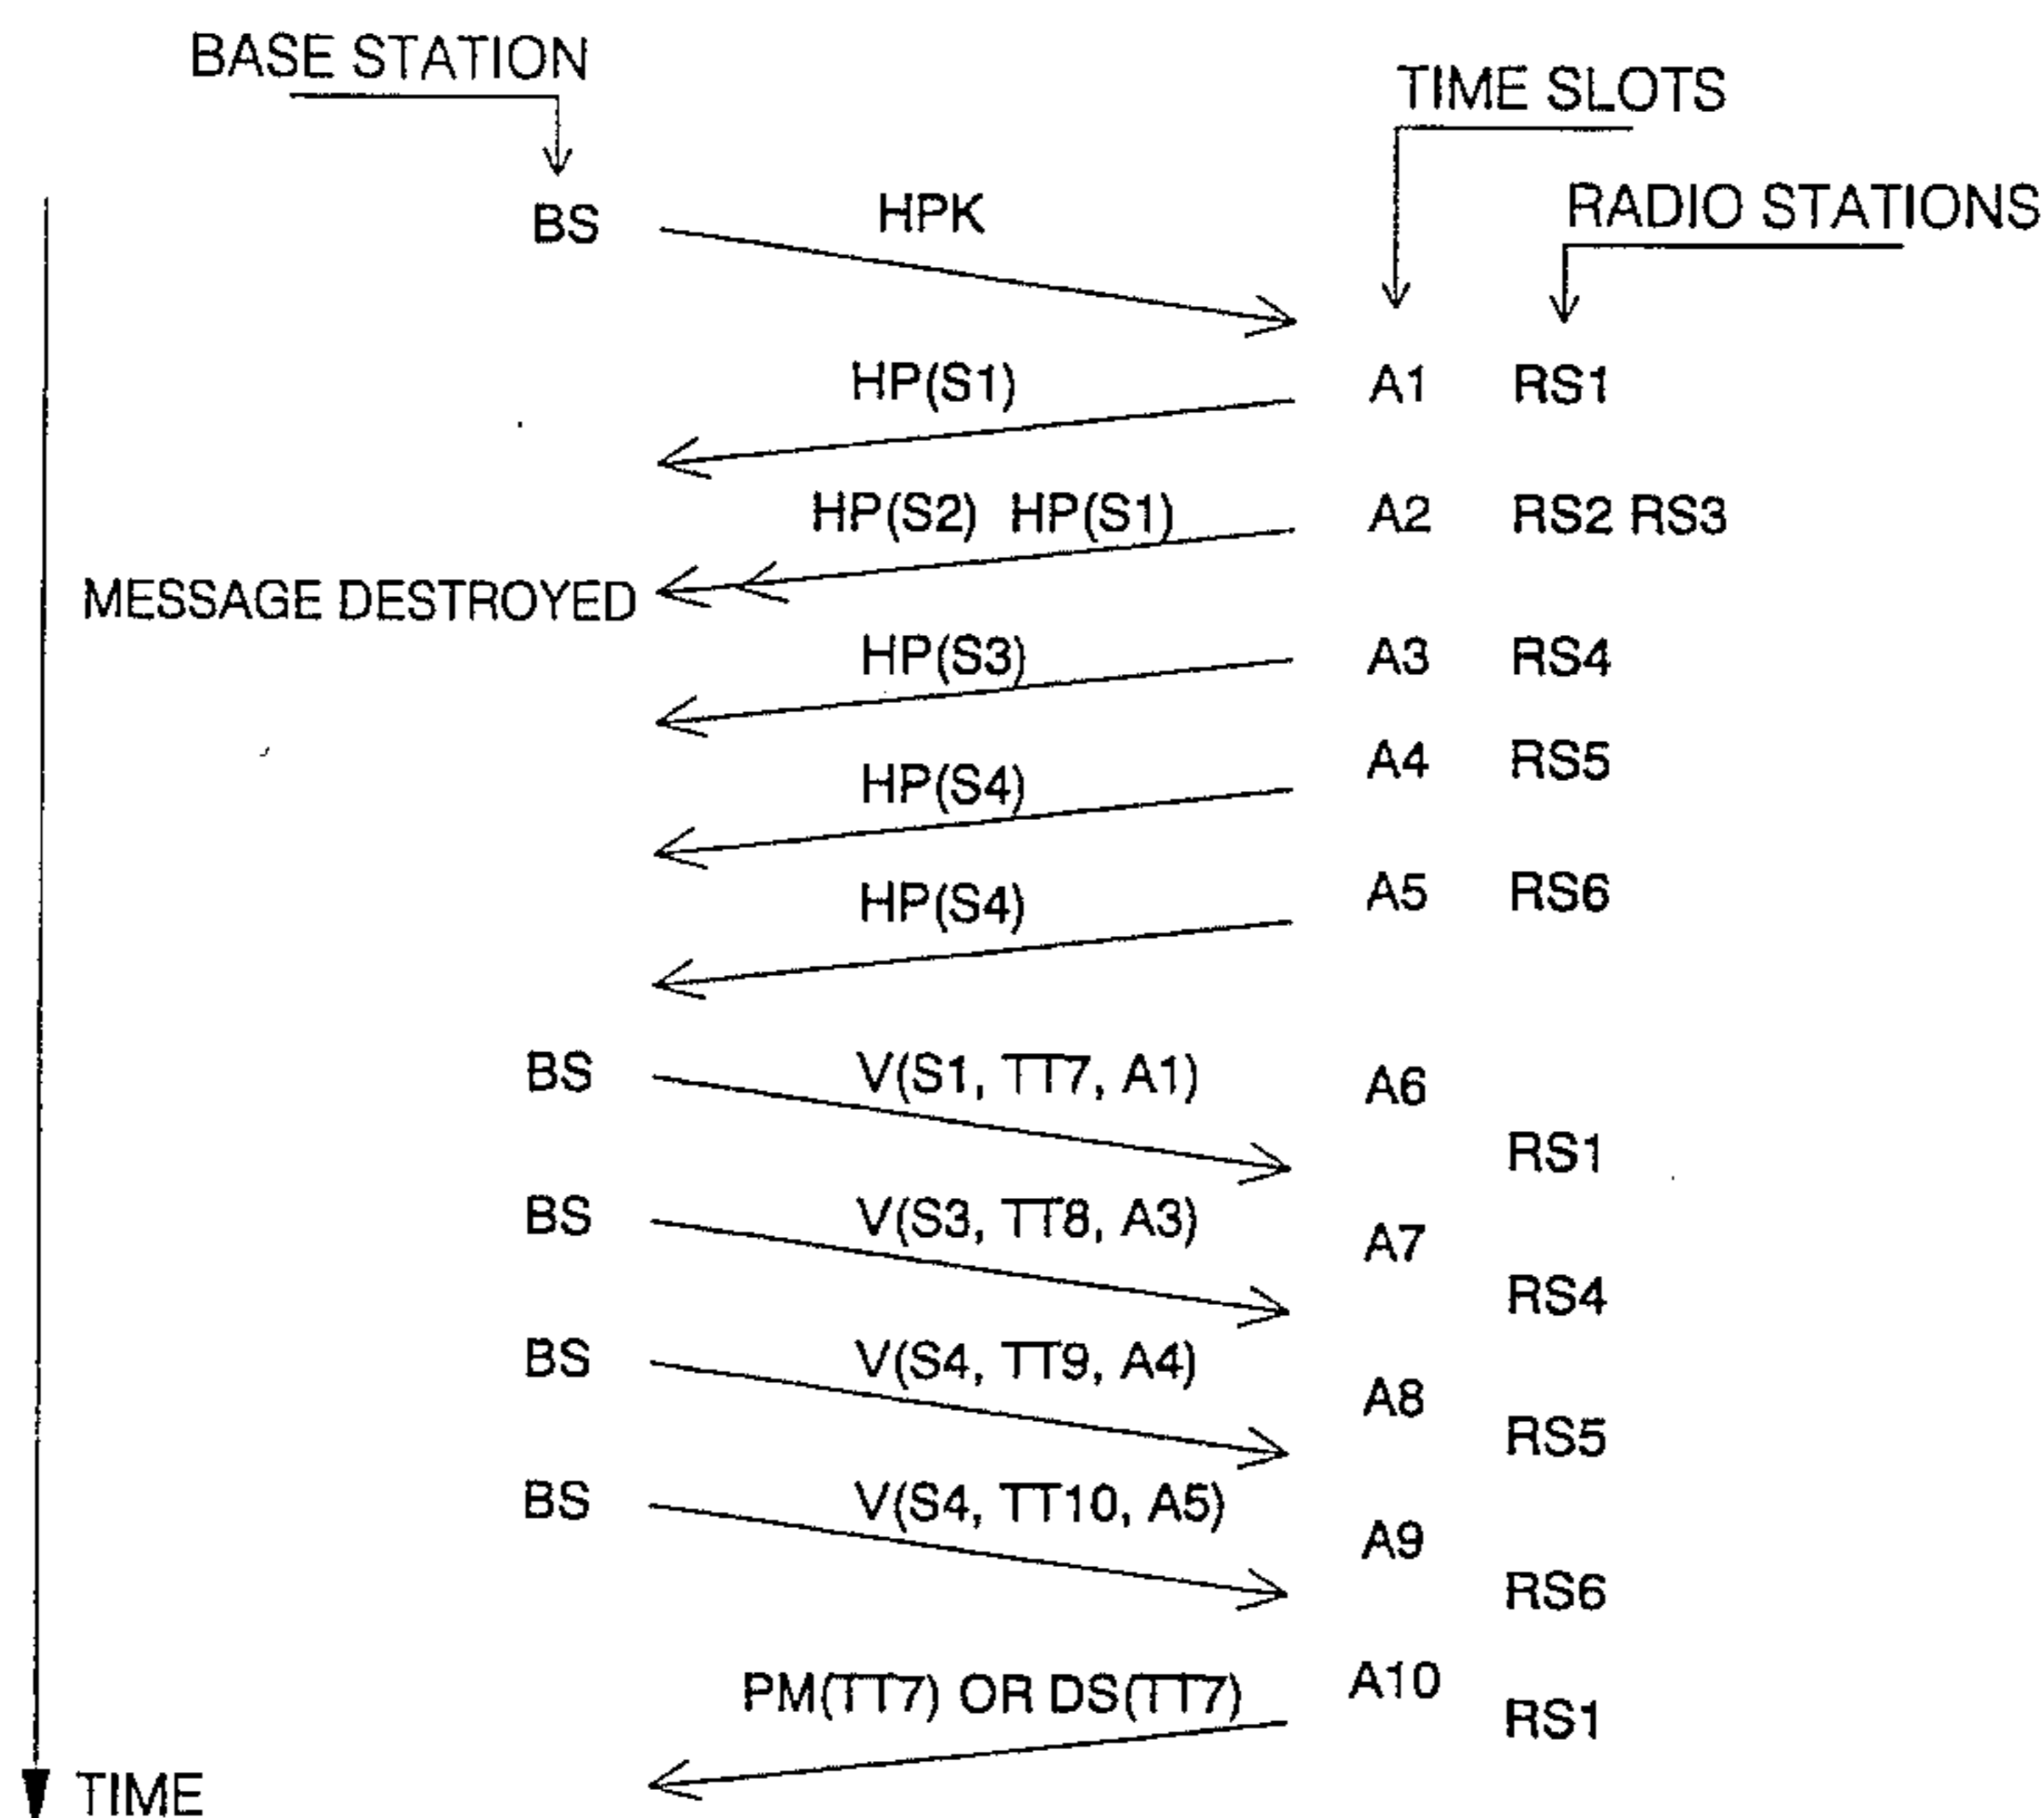 BASE STATION
TIME SLOTS
RADIO STATIONS
BS HPK
HP(S1) A1 RS1
HP(S2) HP(S1) A2 RS2 RS3
MESSAGE DESTROYED
HP(S3) A3 RS4
HP(S4) A4 RS5
HP(S4) A5 RS6
BS V(S1, TT7, A1) A6
RS1
BS V(S3, TT8, A3) A7
RS4
BS V(S4, TT9, A4) A8
RS5
BS V(S4, TT10, A5) A9
RS6
PM(TT7) OR DS(TT7) A10
RS1
TIME